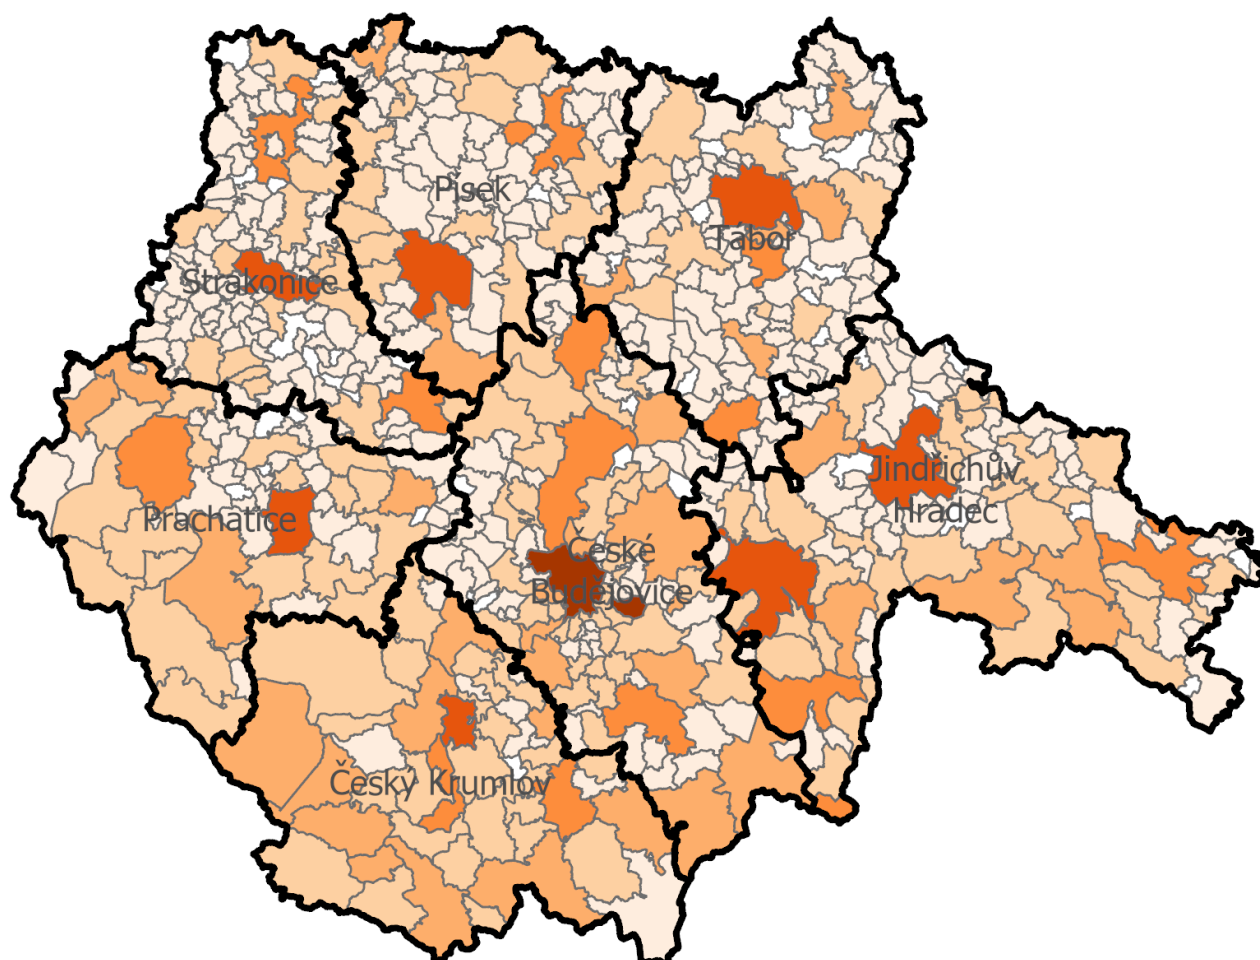 Písek
Tábor
Strakonice
Jindřichův
Hradec
Prachatice
České
Budějovice
Český Krumlov